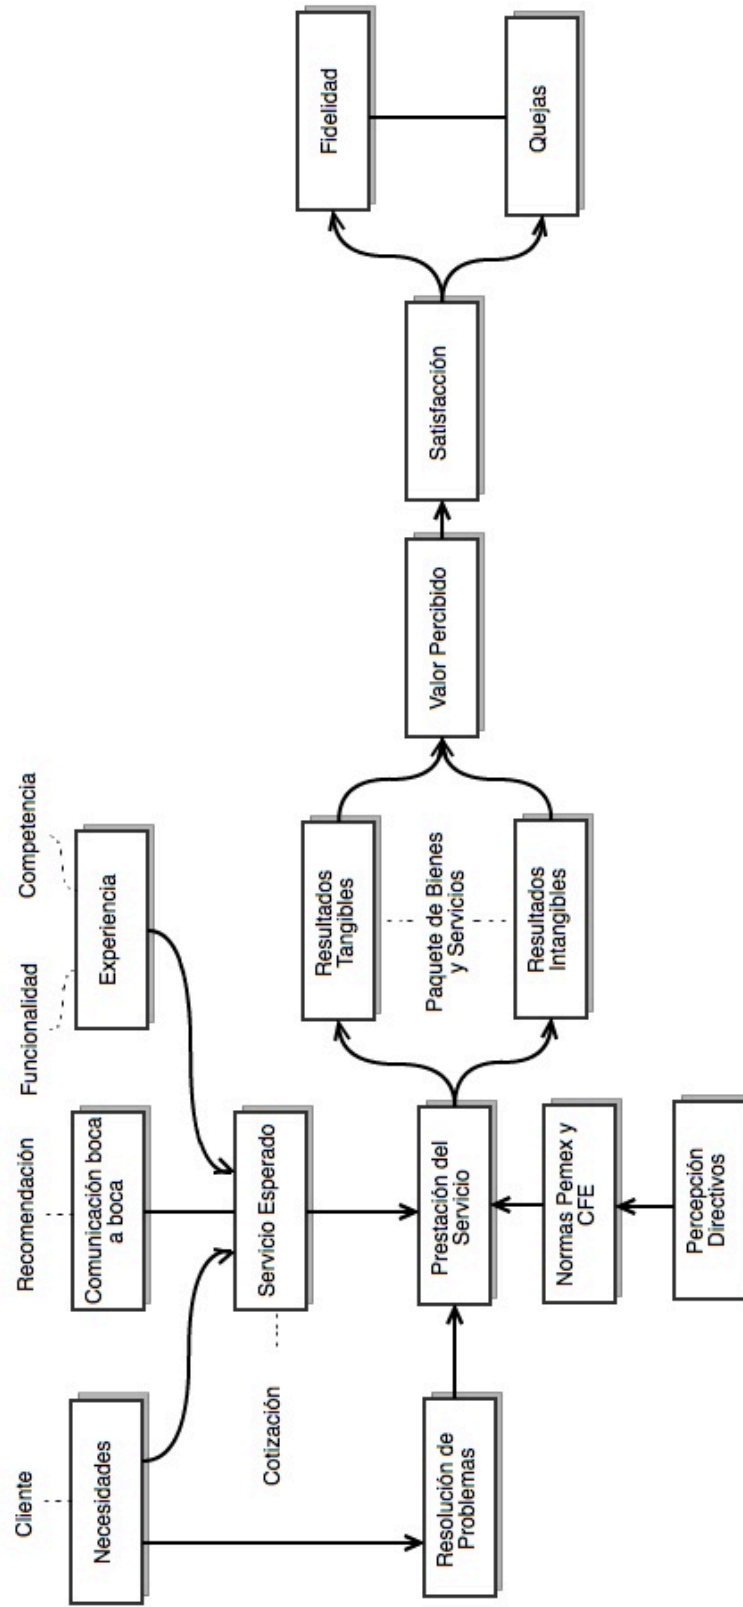 Cliente
Recomendación
Funcionalidad
Competencia
Necesidades
Comunicación boca
a boca
Experiencia
Cotización
Servicio Esperado
Resolución de
Problemas
Prestación del
Servicio
Resultados
Tangibles
Paquete de Bienes
y Servicios
Resultados
Intangibles
Valor Percibido
Satisfacción
Fidelidad
Quejas
Normas Pemex y
CFE
Percepción
Directivos